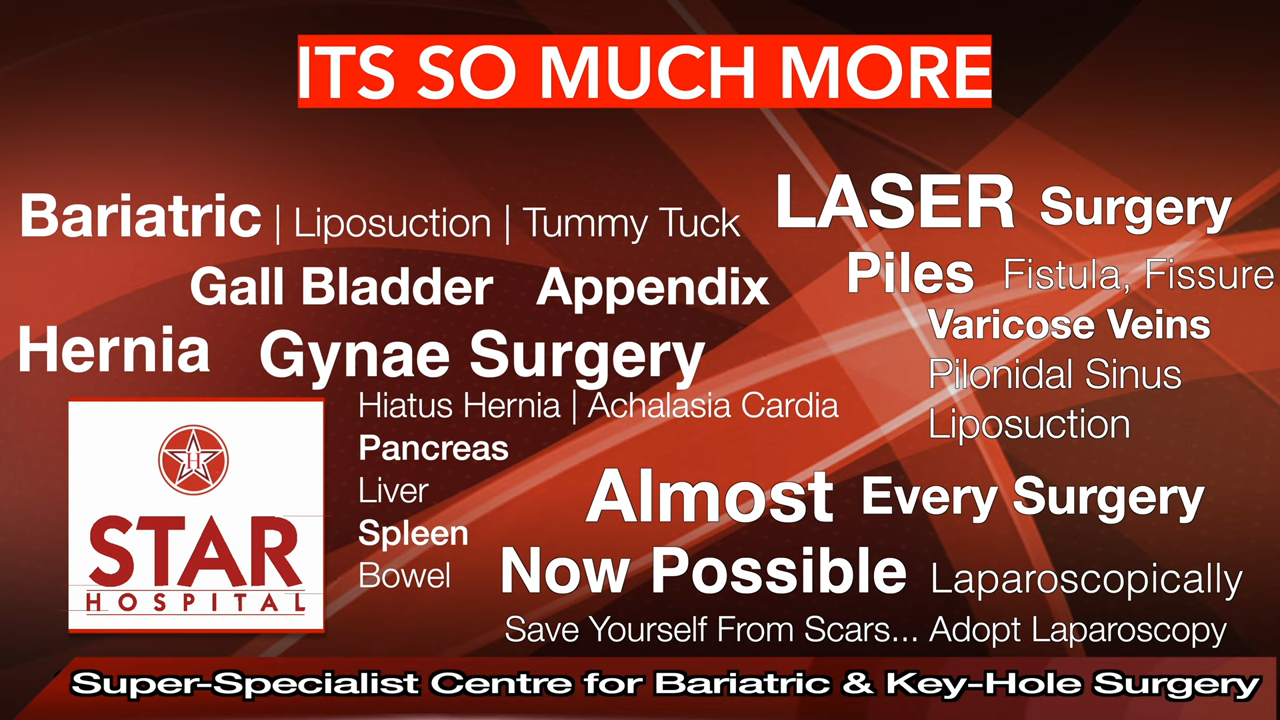 ITS SO MUCH MORE
Bariatric | Liposuction | Tummy Tuck
Gall Bladder Appendix
Hernia Gynae Surgery
Hiatus Hernia | Achalasia Cardia
Pancreas
Liver
Spleen
Bowel
LASER Surgery
Piles Fistula, Fissure
Varicose Veins
Pilonidal Sinus
Liposuction
Almost Every Surgery
Now Possible Laparoscopically
Save Yourself From Scars... Adopt Laparoscopy
H
STAR
HOSPITAL
Super-Specialist Centre for Bariatric & Key-Hole Surgery